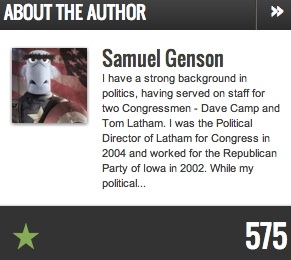 ABOUT THE AUTHOR »
Samuel Genson
I have a strong background in
politics, having served on staff for
two Congressmen - Dave Camp and
Tom Latham. I was the Political
Director of Latham for Congress in
2004 and worked for the Republican
Party of Iowa in 2002. While my
political...
575